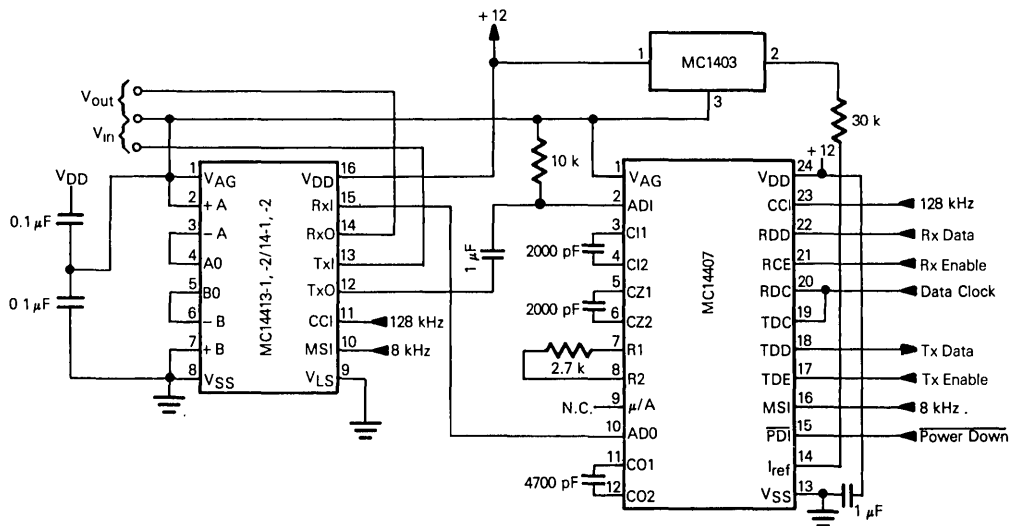 + 12
1
MC1403
2
3
Vout
Vin
30 k
+ 12
10 k
VDD
0.1 μF
0 1 μF
1 VAG
2 + A
3 – A
4 A0
5 B0
6 – B
7 + B
8 VSS
MC14413-1, -2/14-1, -2
VDD 16
RxI 15
RxO 14
TxI 13
TxO 12
CCI 11
128 kHz
MSI 10
8 kHz
VLS 9
1 μF
2000 pF
2000 pF
2.7 k
N.C.
4700 pF
1 VAG
2 ADI
3 CI1
4 CI2
5 CZ1
6 CZ2
7 R1
8 R2
9 μ/A
10 AD0
11 CO1
12 CO2
MC14407
VDD 24
CCI 23
128 kHz
RDD 22
Rx Data
RCE 21
Rx Enable
RDC 20
Data Clock
TDC 19
TDD 18
Tx Data
TDE 17
Tx Enable
MSI 16
8 kHz .
PDI 15
Power Down
Iref 14
VSS 13
1 μF